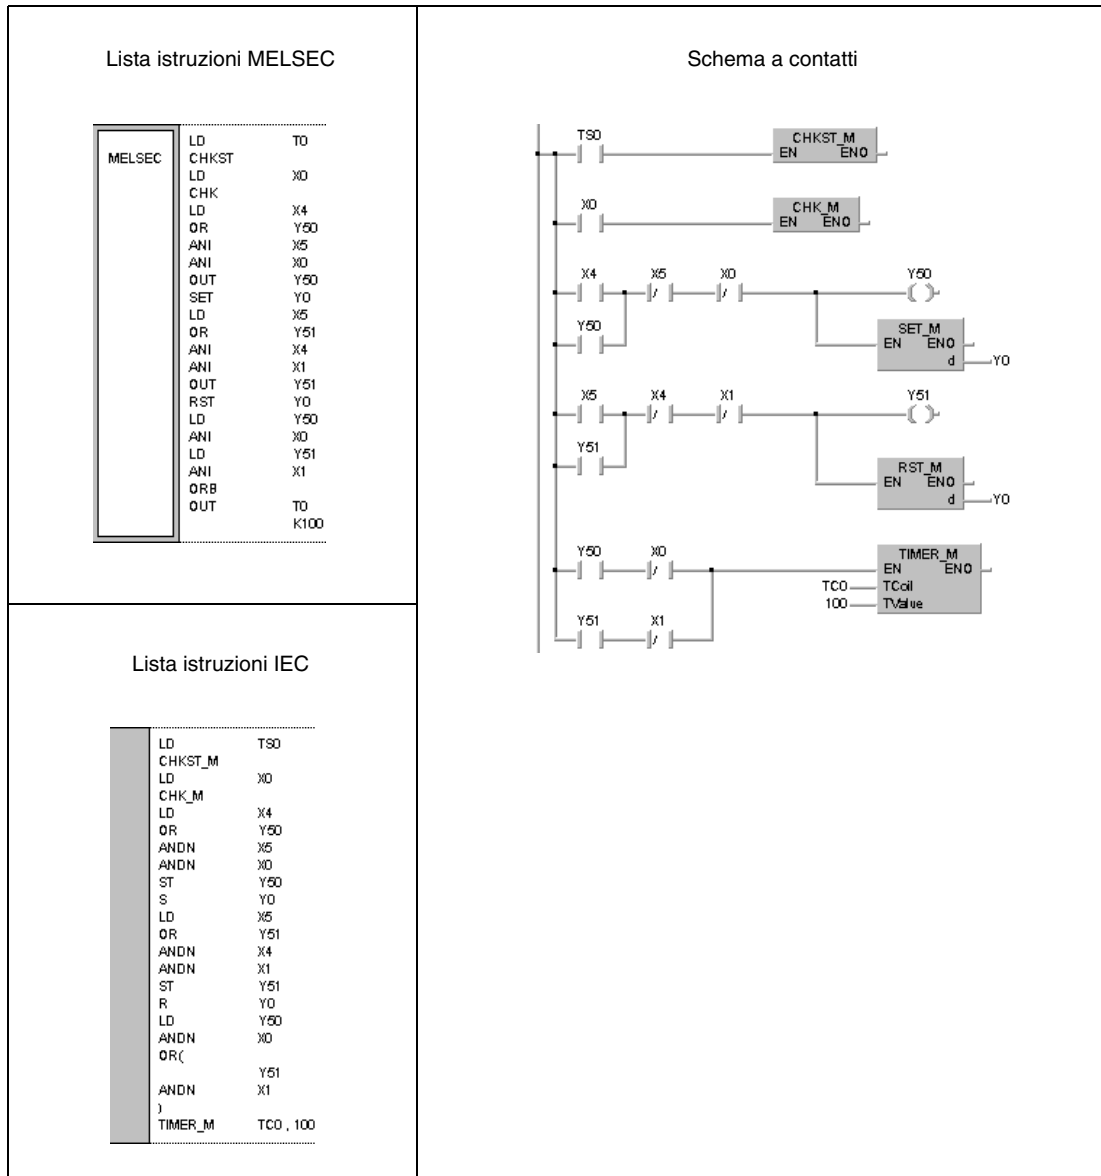 Lista istruzioni MELSEC
MELSEC
LD T0
CHKST
LD X0
CHK
LD X4
OR Y50
ANI X5
ANI X0
OUT Y50
SET Y0
LD X5
OR Y51
ANI X4
ANI X1
OUT Y51
RST Y0
LD Y50
ANI X0
LD Y51
ANI X1
ORB
OUT T0
K100
Schema a contatti
TS0
CHKST_M
EN ENO
X0
CHK_M
EN ENO
X4 X5 X0 Y50
Y50
SET_M
EN ENO
d Y0
X5 X4 X1 Y51
Y51
RST_M
EN ENO
d Y0
Y50 X0
TIMER_M
EN ENO
TC0 TCoil
100 TValue
Y51 X1
Lista istruzioni IEC
LD TS0
CHKST_M
LD X0
CHK_M
LD X4
OR Y50
ANDN X5
ANDN X0
ST Y50
S Y0
LD X5
OR Y51
ANDN X4
ANDN X1
ST Y51
R Y0
LD Y50
ANDN X0
OR(
Y51
ANDN X1
)
TIMER_M TC0 , 100